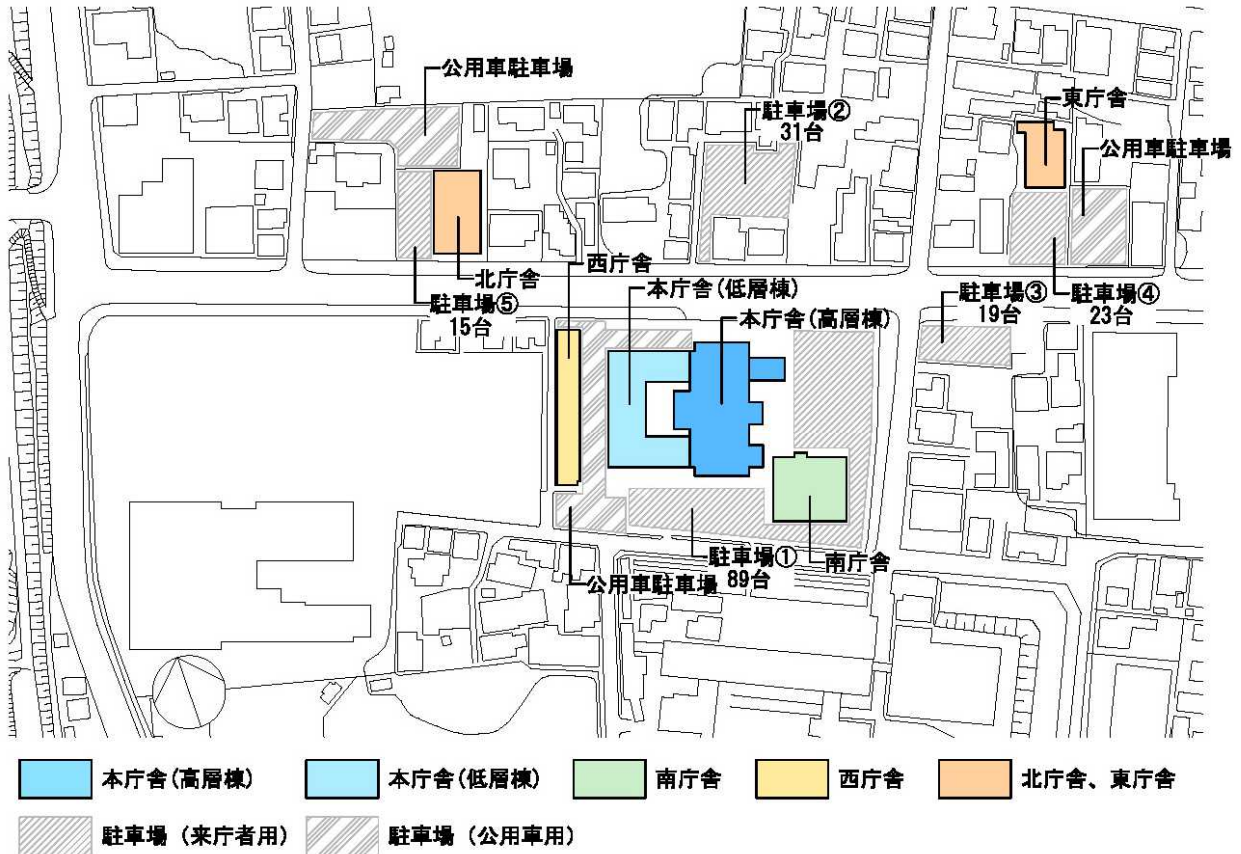 公用車駐車場
駐車場②
31台
東庁舎
公用車駐車場
西庁舎
北庁舎
駐車場⑤
15台
本庁舎(低層棟)
本庁舎(高層棟)
駐車場③
19台
駐車場④
23台
駐車場①
89台
南庁舎
公用車駐車場
本庁舎(高層棟)
本庁舎(低層棟)
南庁舎
西庁舎
北庁舎、東庁舎
駐車場（来庁者用）
駐車場（公用車用）